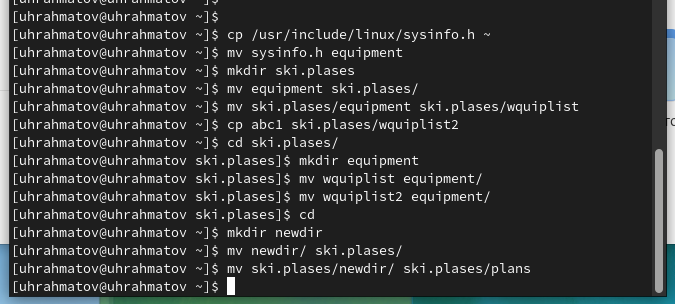 [uhrahmatov@uhrahmatov ~]$
[uhrahmatov@uhrahmatov ~]$
[uhrahmatov@uhrahmatov ~]$ cp /usr/include/linux/sysinfo.h ~
[uhrahmatov@uhrahmatov ~]$ mv sysinfo.h equipment
[uhrahmatov@uhrahmatov ~]$ mkdir ski.plases
[uhrahmatov@uhrahmatov ~]$ mv equipment ski.plases/
[uhrahmatov@uhrahmatov ~]$ mv ski.plases/equipment ski.plases/wquiplist
[uhrahmatov@uhrahmatov ~]$ cp abc1 ski.plases/wquiplist2
[uhrahmatov@uhrahmatov ~]$ cd ski.plases/
[uhrahmatov@uhrahmatov ski.plases]$ mkdir equipment
[uhrahmatov@uhrahmatov ski.plases]$ mv wquiplist equipment/
[uhrahmatov@uhrahmatov ski.plases]$ mv wquiplist2 equipment/
[uhrahmatov@uhrahmatov ski.plases]$ cd
[uhrahmatov@uhrahmatov ~]$ mkdir newdir
[uhrahmatov@uhrahmatov ~]$ mv newdir/ ski.plases/
[uhrahmatov@uhrahmatov ~]$ mv ski.plases/newdir/ ski.plases/plans
[uhrahmatov@uhrahmatov ~]$